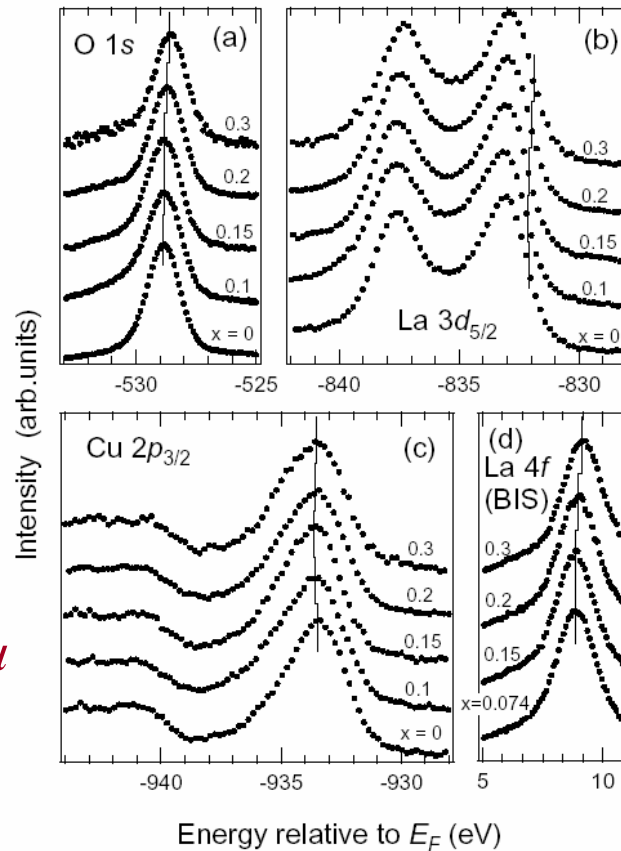 O 1s
(a)
0.3
0.2
0.15
0.1
x = 0
-530
-525
(b)
0.3
0.2
0.15
0.1
La 3d5/2
x = 0
-840
-835
-830
Intensity (arb.units)
Cu 2p3/2
(c)
0.3
0.2
0.15
0.1
x = 0
-940
-935
-930
(d)
La 4f
(BIS)
0.3
0.2
0.15
x=0.074
5
10
Energy relative to EF (eV)